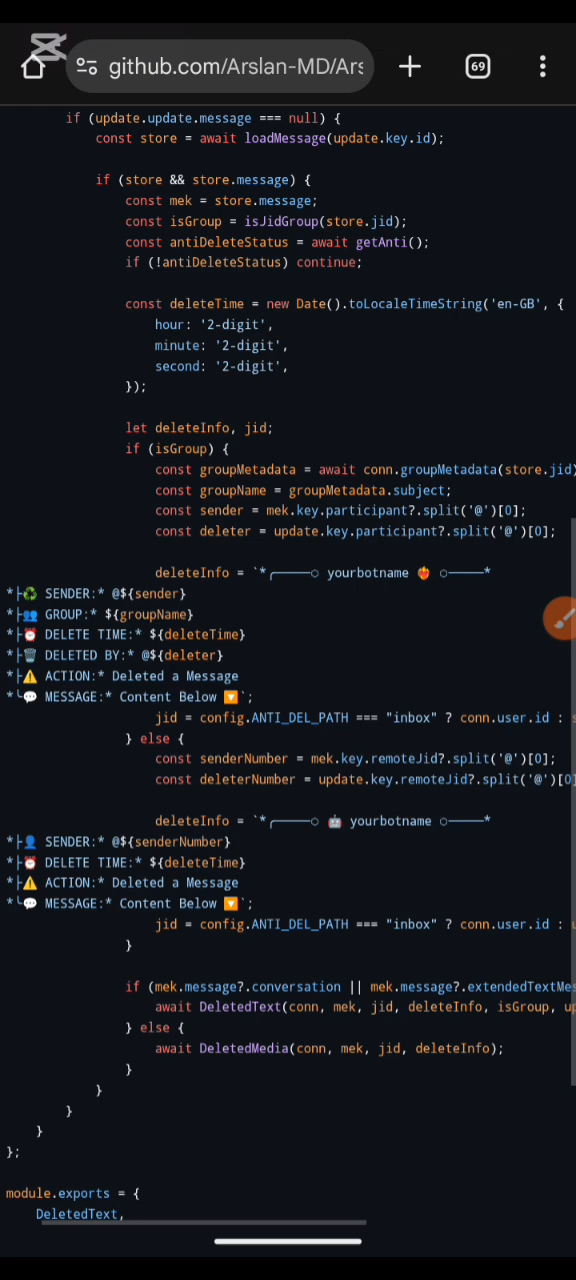 github.com/Arslan-MD/Ars
69
if (update.update.message === null) {
const store = await loadMessage(update.key.id);
if (store && store.message) {
const mek = store.message;
const isGroup = isJidGroup(store.jid);
const antiDeleteStatus = await getAnti();
if (!antiDeleteStatus) continue;
const deleteTime = new Date().toLocaleTimeString('en-GB', {
hour: '2-digit',
minute: '2-digit',
second: '2-digit',
});
let deleteInfo, jid;
if (isGroup) {
const groupMetadata = await conn.groupMetadata(store.jid)
const groupName = groupMetadata.subject;
const sender = mek.key.participant?.split('@')[0];
const deleter = update.key.participant?.split('@')[0];
deleteInfo = `*╭────○ yourbotname ❤️‍🔥 ○────*
*├♻️ SENDER:* @${sender}
*├👥 GROUP:* ${groupName}
*├⏰ DELETE TIME:* ${deleteTime}
*├🗑️ DELETED BY:* @${deleter}
*├⚠️ ACTION:* Deleted a Message
*╰💬 MESSAGE:* Content Below 🔽`;
jid = config.ANTI_DEL_PATH === "inbox" ? conn.user.id :
} else {
const senderNumber = mek.key.remoteJid?.split('@')[0];
const deleterNumber = update.key.remoteJid?.split('@')[0]
deleteInfo = `*╭────○ 🤖 yourbotname ○────*
*├👤 SENDER:* @${senderNumber}
*├⏰ DELETE TIME:* ${deleteTime}
*├⚠️ ACTION:* Deleted a Message
*╰💬 MESSAGE:* Content Below 🔽`;
jid = config.ANTI_DEL_PATH === "inbox" ? conn.user.id :
}
if (mek.message?.conversation || mek.message?.extendedTextMes
await DeletedText(conn, mek, jid, deleteInfo, isGroup, up
} else {
await DeletedMedia(conn, mek, jid, deleteInfo);
}
}
}
}
};
module.exports = {
DeletedText,